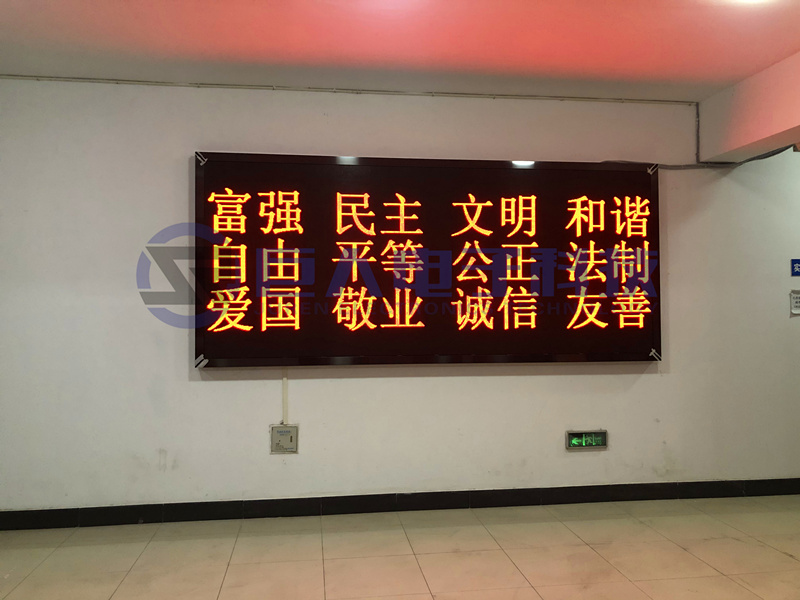 富强 民主 文明 和谐
自由 平等 公正 法制
爱国 敬业 诚信 友善